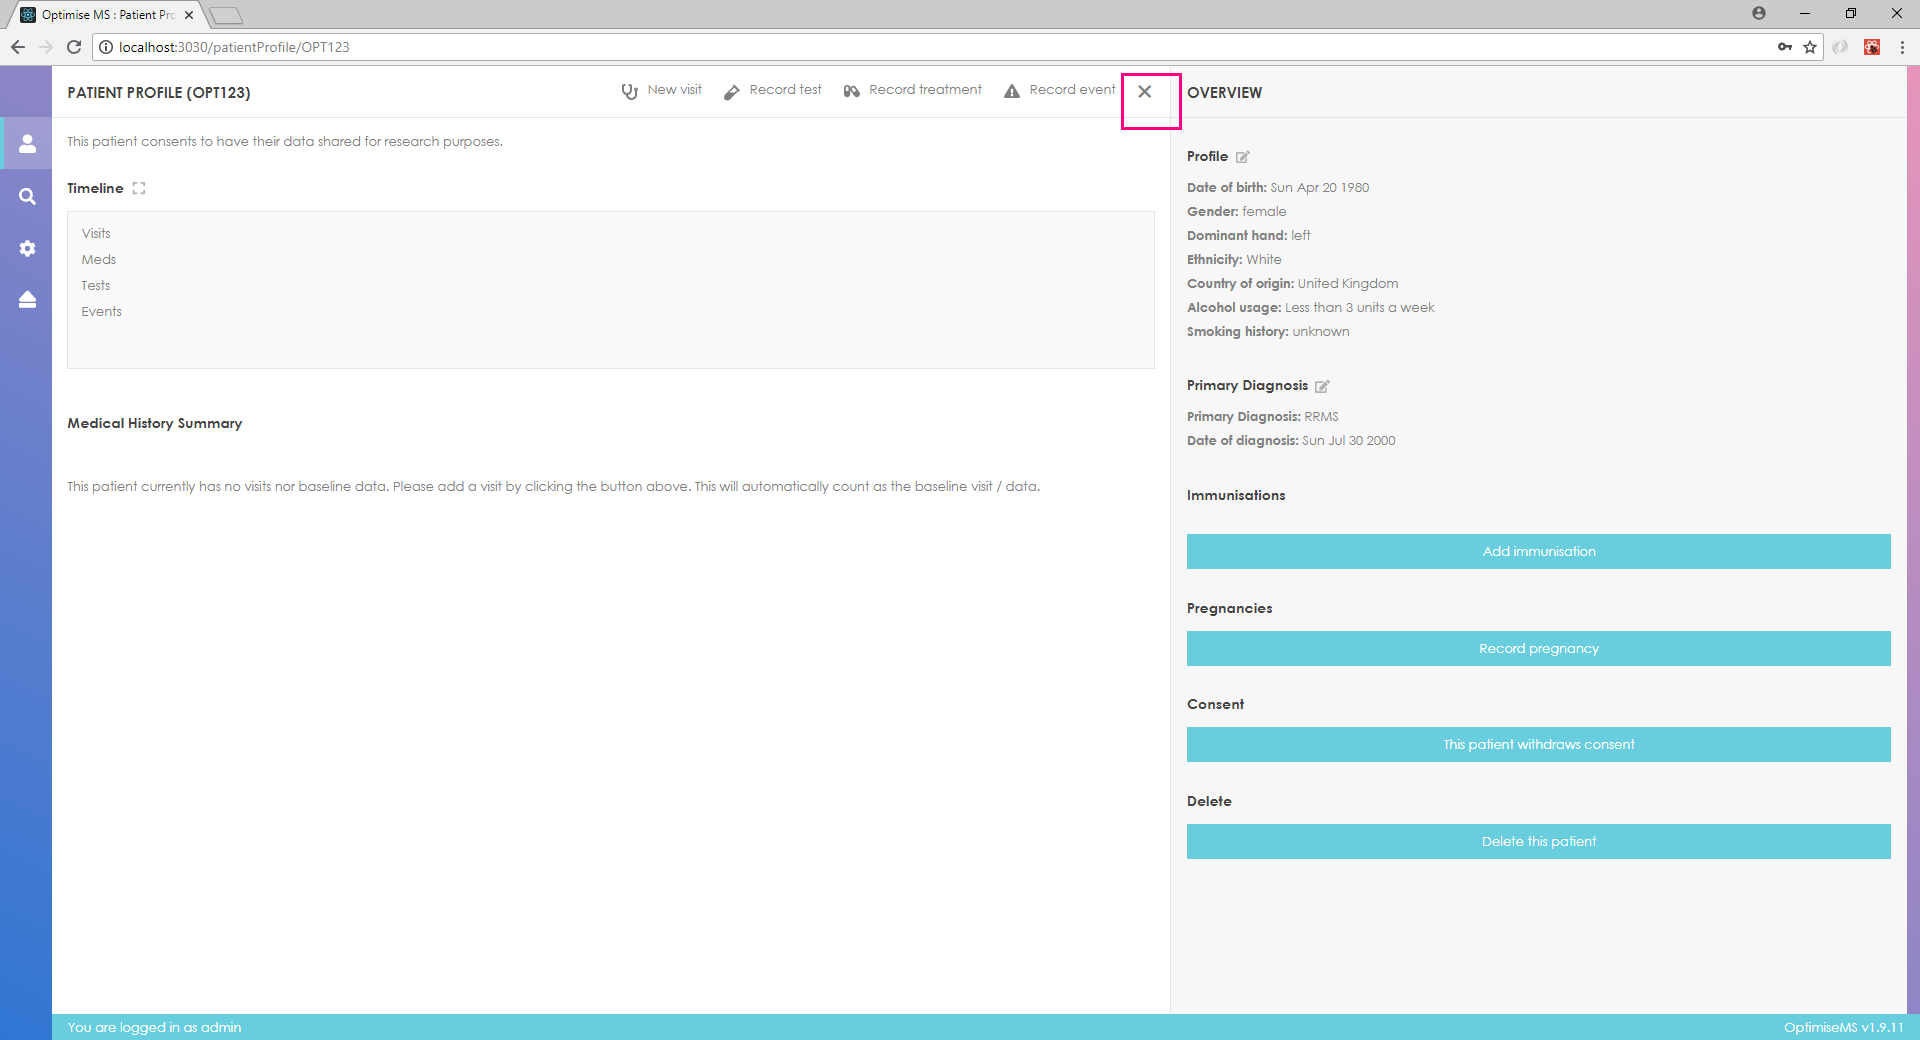 Optimise MS : Patient Pro
localhost:3030/patientProfile/OPT123
PATIENT PROFILE (OPT123)
New visit
Record test
Record treatment
Record event
OVERVIEW
This patient consents to have their data shared for research purposes.
Timeline
Visits
Meds
Tests
Events
Medical History Summary
This patient currently has no visits nor baseline data. Please add a visit by clicking the button above. This will automatically count as the baseline visit / data.
Profile
Date of birth: Sun Apr 20 1980
Gender: female
Dominant hand: left
Ethnicity: White
Country of origin: United Kingdom
Alcohol usage: Less than 3 units a week
Smoking history: unknown
Primary Diagnosis
Primary Diagnosis: RRMS
Date of diagnosis: Sun Jul 30 2000
Immunisations
Add immunisation
Pregnancies
Record pregnancy
Consent
This patient withdraws consent
Delete
Delete this patient
You are logged in as admin
OptimiseMS v1.9.11